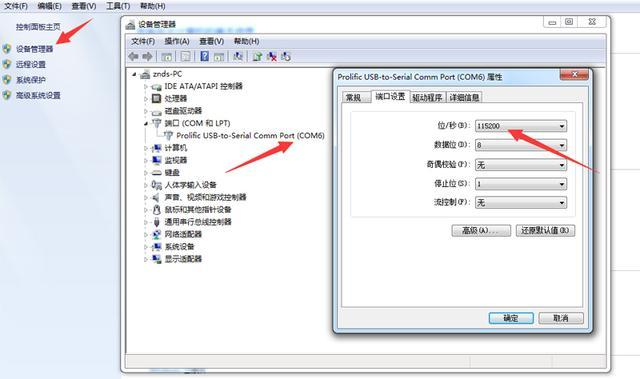 文件(F) 编辑(E) 查看(V) 工具(T) 帮助(H)
控制面板主页
设备管理器
远程设置
系统保护
高级系统设置
设备管理器
文件(F) 操作(A) 查看(V) 帮助(H)
znds-PC
IDE ATA/ATAPI 控制器
处理器
磁盘驱动器
端口 (COM 和 LPT)
Prolific USB-to-Serial Comm Port (COM6)
计算机
监视器
键盘
人体学输入设备
声音、视频和游戏控制器
鼠标和其他指针设备
通用串行总线控制器
网络适配器
系统设备
显示适配器
Prolific USB-to-Serial Comm Port (COM6) 属性
常规 端口设置 驱动程序 详细信息
位/秒(B): 115200
数据位(D): 8
奇偶校验(P): 无
停止位(S): 1
流控制(F): 无
高级(A)... 还原默认值(R)
确定 取消